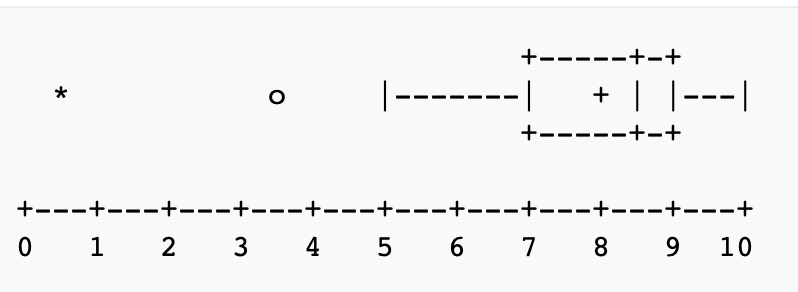 +-----+-+
  *           o     |-------|   + | |---|
                            +-----+-+
+---+---+---+---+---+---+---+---+---+---+
0   1   2   3   4   5   6   7   8   9  10